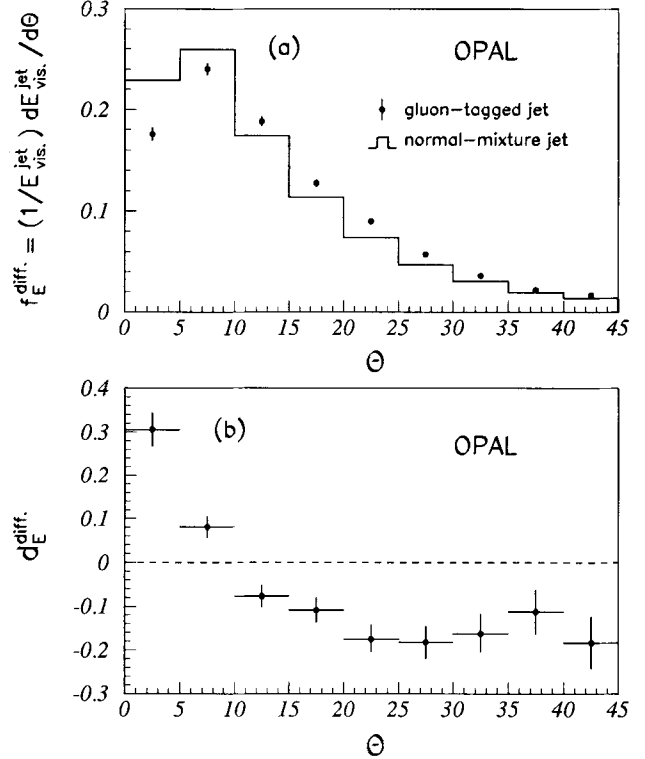 0.3
(a)
OPAL
gluon-tagged jet
normal-mixture jet
0.2
0.1
0
f_E^diff. = (1/E_vis.^jet) dE_vis.^jet/dΘ
0 5 10 15 20 25 30 35 40 45
Θ
0.4
(b)
OPAL
0.3
0.2
0.1
0
-0.1
-0.2
-0.3
d_E^diff.
0 5 10 15 20 25 30 35 40 45
Θ